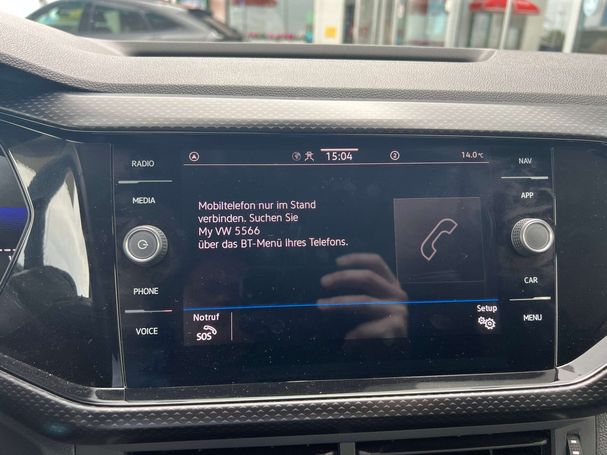 RADIO
MEDIA
PHONE
VOICE
15:04
2
14.0°C
Mobiltelefon nur im Stand
verbinden. Suchen Sie
My VW 5566
über das BT-Menü Ihres Telefons.
Notruf
SOS
Setup
NAV
APP
CAR
MENU